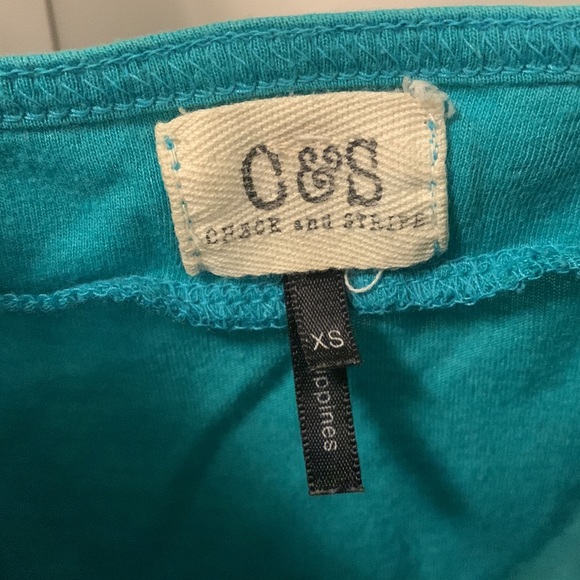 C&S
CHECK and STRIPE
XS
ppines